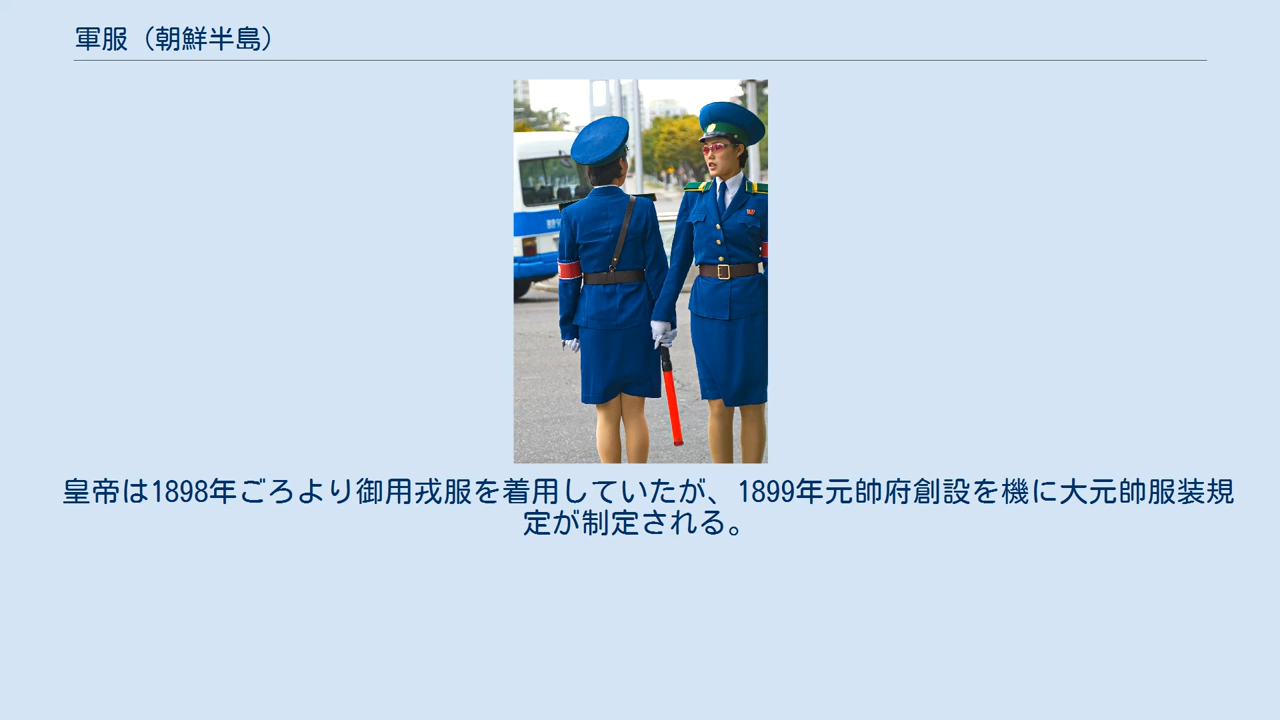 軍服（朝鮮半島）
皇帝は1898年ごろより御用戎服を着用していたが、1899年元帥府創設を機に大元帥服装規
定が制定される。